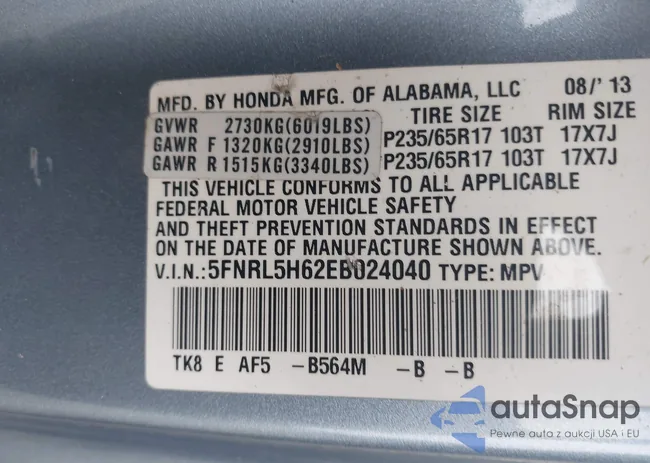 MFD. BY HONDA MFG. OF ALABAMA, LLC 08/'13
TIRE SIZE RIM SIZE
GVWR 2730KG(6019LBS)
GAWR F 1320KG(2910LBS) P235/65R17 103T 17X7J
GAWR R 1515KG(3340LBS) P235/65R17 103T 17X7J
THIS VEHICLE CONFORMS TO ALL APPLICABLE
FEDERAL MOTOR VEHICLE SAFETY
AND THEFT PREVENTION STANDARDS IN EFFECT
ON THE DATE OF MANUFACTURE SHOWN ABOVE.
V.I.N.: 5FNRL5H62EB024040 TYPE: MPV
TK8 E AF5 -B564M -B -B
autaSnap
Pewne auta z aukcji USA i EU